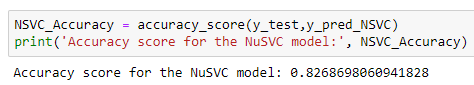 NSVC_Accuracy = accuracy_score(y_test,y_pred_NSVC)
print('Accuracy score for the NuSVC model:', NSVC_Accuracy)
Accuracy score for the NuSVC model: 0.8268698060941828